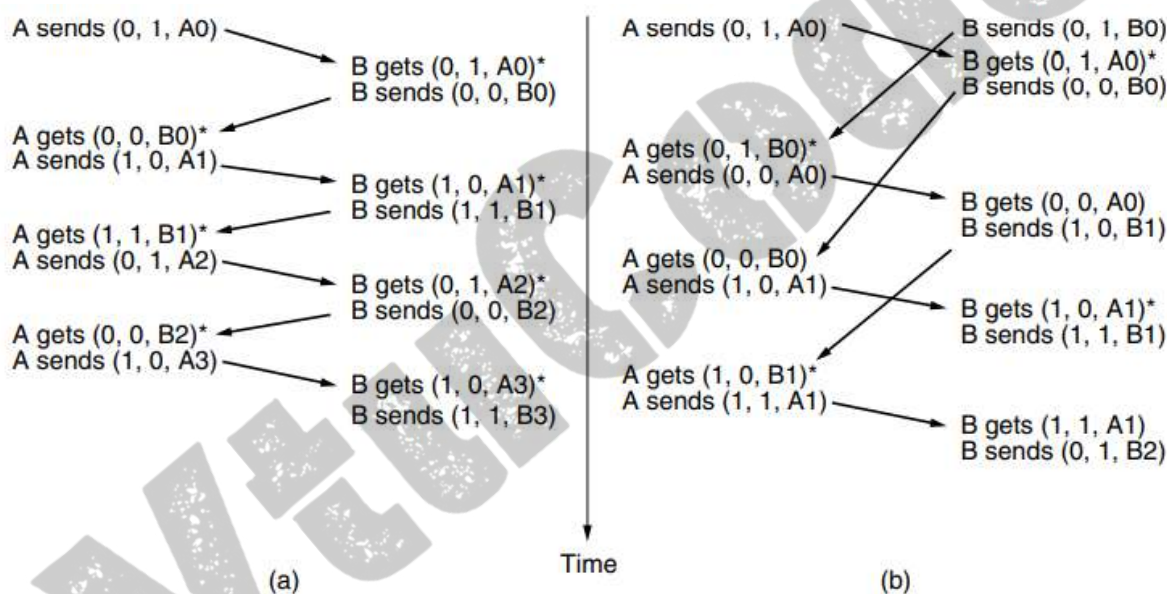 A sends (0, 1, A0)
B gets (0, 1, A0)*
B sends (0, 0, B0)
A gets (0, 0, B0)*
A sends (1, 0, A1)
B gets (1, 0, A1)*
B sends (1, 1, B1)
A gets (1, 1, B1)*
A sends (0, 1, A2)
B gets (0, 1, A2)*
B sends (0, 0, B2)
A gets (0, 0, B2)*
A sends (1, 0, A3)
B gets (1, 0, A3)*
B sends (1, 1, B3)
(a)
Time
A sends (0, 1, A0)
B sends (0, 1, B0)
B gets (0, 1, A0)*
B sends (0, 0, B0)
A gets (0, 1, B0)*
A sends (0, 0, A0)
B gets (0, 0, A0)
B sends (1, 0, B1)
A gets (0, 0, B0)
A sends (1, 0, A1)
B gets (1, 0, A1)*
B sends (1, 1, B1)
A gets (1, 0, B1)*
A sends (1, 1, A1)
B gets (1, 1, A1)
B sends (0, 1, B2)
(b)